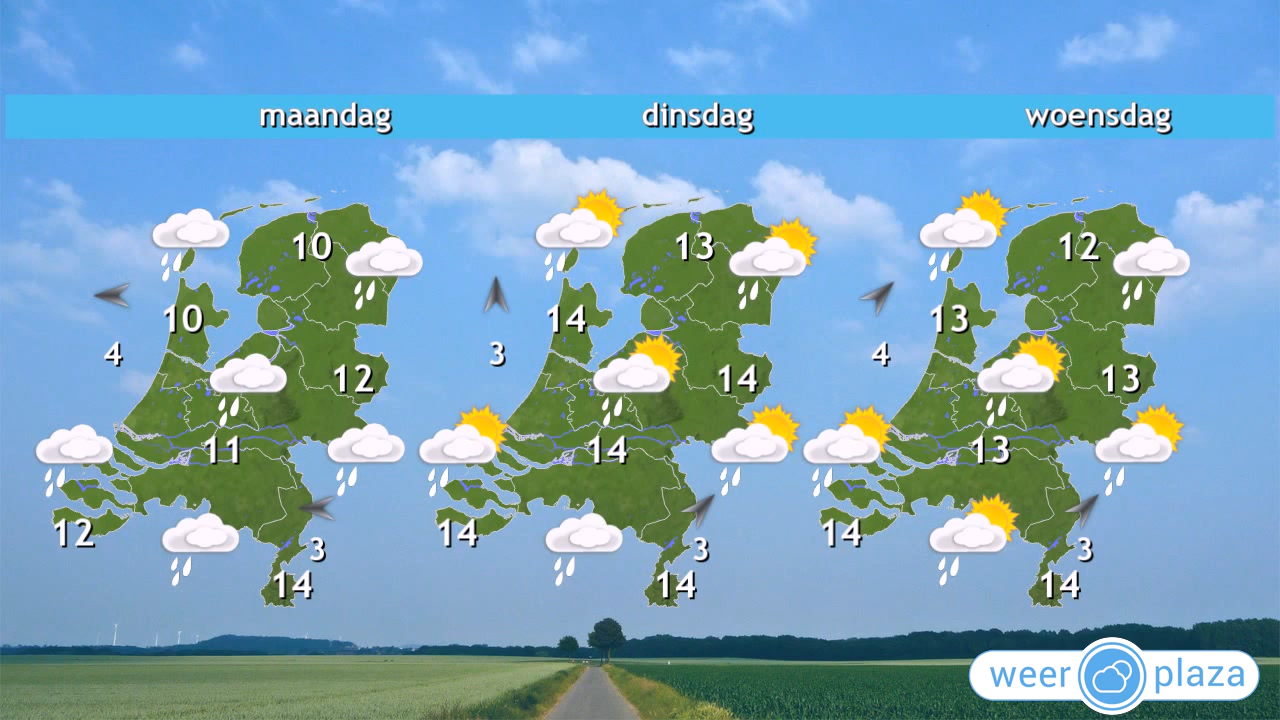 maandag dinsdag woensdag
10 13 12
10 14 13
4 3 4
12 14 13
11 14 13
12 14 14
3 3 3
14 14 14
weer plaza